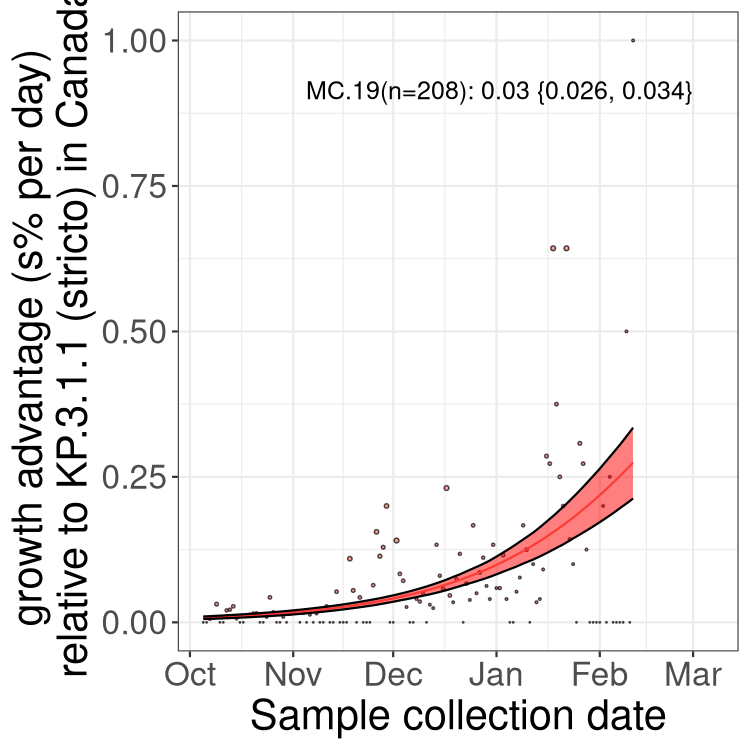 growth advantage (s% per day)
relative to KP.3.1.1 (stricto) in Canada
1.00
0.75
0.50
0.25
0.00
MC.19(n=208): 0.03 {0.026, 0.034}
Oct Nov Dec Jan Feb Mar
Sample collection date